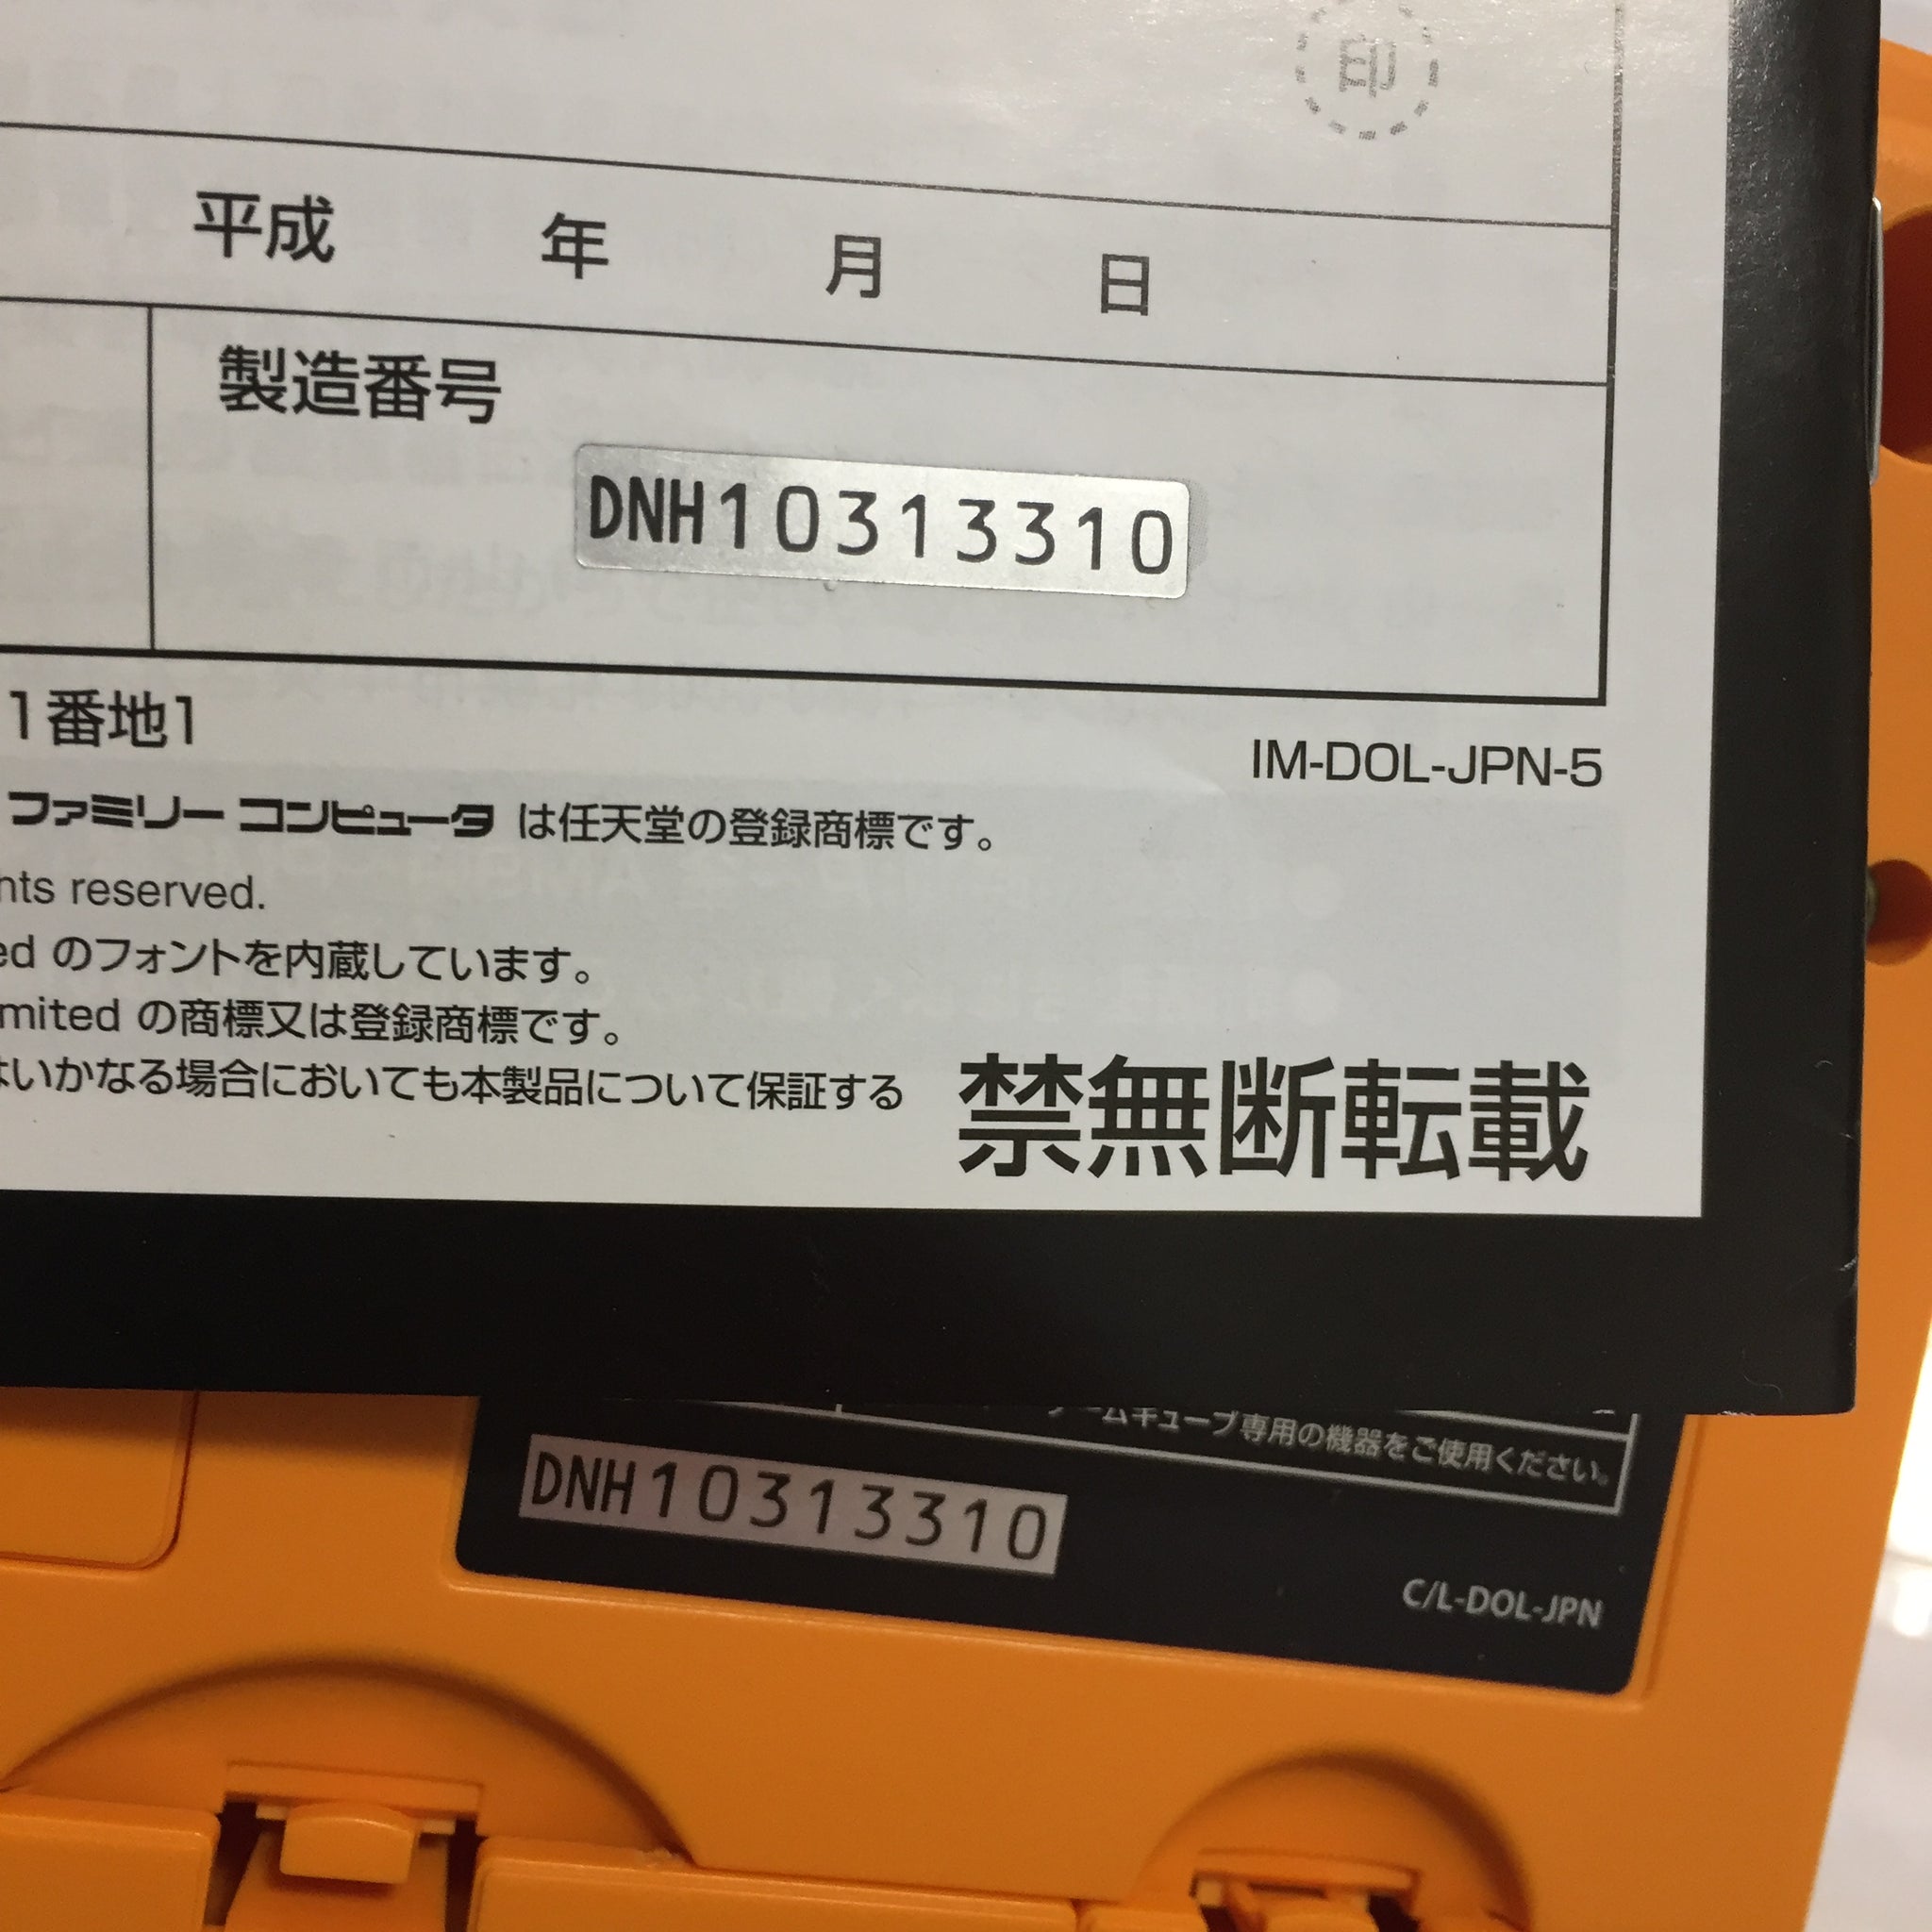 印
平成 年 月 日
製造番号
DNH10313310
1番地1
IM-DOL-JPN-5
ファミリー コンピュータ は任天堂の登録商標です。
nts reserved.
ed のフォントを内蔵しています。
mited の商標又は登録商標です。
はいかなる場合においても本製品について保証する
禁無断転載
ームキューブ専用の機器をご使用ください。
DNH10313310
C/L-DOL-JPN